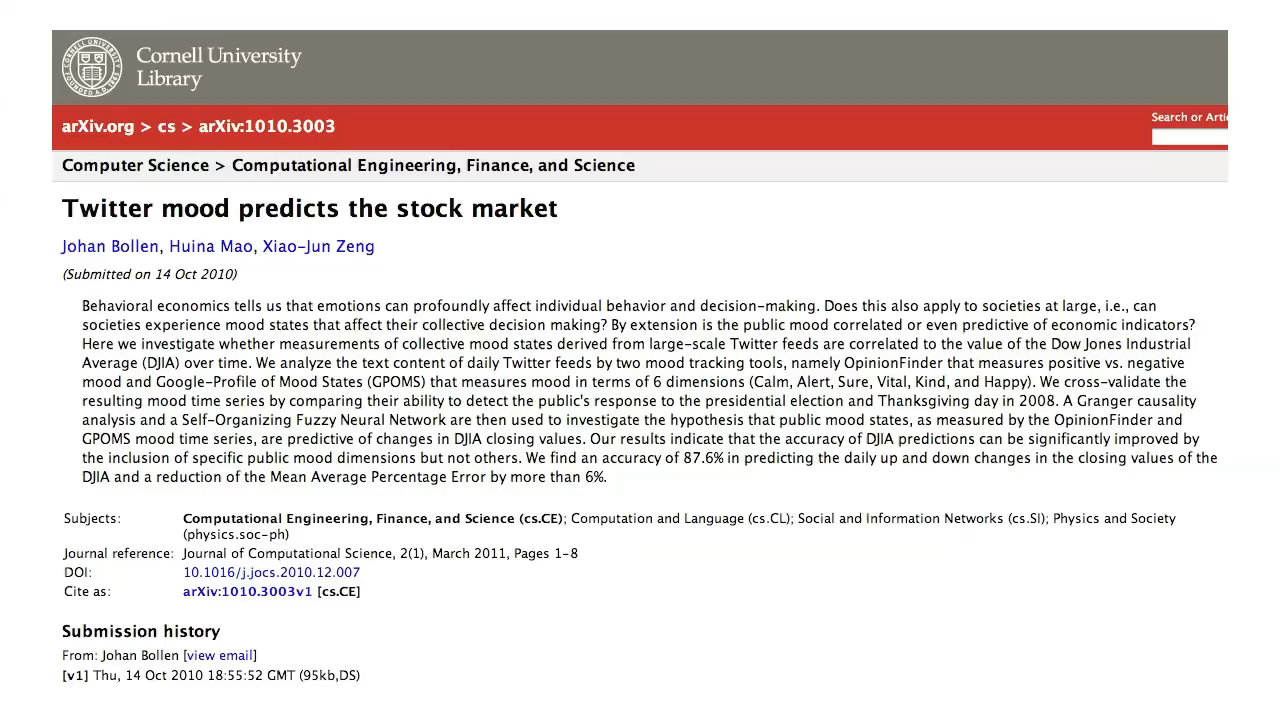 Cornell University
Library
arXiv.org > cs > arXiv:1010.3003
Search or
Computer Science > Computational Engineering, Finance, and Science
Twitter mood predicts the stock market
Johan Bollen, Huina Mao, Xiao-Jun Zeng
(Submitted on 14 Oct 2010)
Behavioral economics tells us that emotions can profoundly affect individual behavior and decision-making. Does this also apply to societies at large, i.e., can
societies experience mood states that affect their collective decision making? By extension is the public mood correlated or even predictive of economic indicators?
Here we investigate whether measurements of collective mood states derived from large-scale Twitter feeds are correlated to the value of the Dow Jones Industrial
Average (DJIA) over time. We analyze the text content of daily Twitter feeds by two mood tracking tools, namely OpinionFinder that measures positive vs. negative
mood and Google-Profile of Mood States (GPOMS) that measures mood in terms of 6 dimensions (Calm, Alert, Sure, Vital, Kind, and Happy). We cross-validate the
resulting mood time series by comparing their ability to detect the public's response to the presidential election and Thanksgiving day in 2008. A Granger causality
analysis and a Self-Organizing Fuzzy Neural Network are then used to investigate the hypothesis that public mood states, as measured by the OpinionFinder and
GPOMS mood time series, are predictive of changes in DJIA closing values. Our results indicate that the accuracy of DJIA predictions can be significantly improved by
the inclusion of specific public mood dimensions but not others. We find an accuracy of 87.6% in predicting the daily up and down changes in the closing values of the
DJIA and a reduction of the Mean Average Percentage Error by more than 6%.
Subjects: Computational Engineering, Finance, and Science (cs.CE); Computation and Language (cs.CL); Social and Information Networks (cs.SI); Physics and Society
(physics.soc-ph)
Journal reference: Journal of Computational Science, 2(1), March 2011, Pages 1-8
DOI: 10.1016/j.jocs.2010.12.007
Cite as: arXiv:1010.3003v1 [cs.CE]
Submission history
From: Johan Bollen [view email]
[v1] Thu, 14 Oct 2010 18:55:52 GMT (95kb,DS)